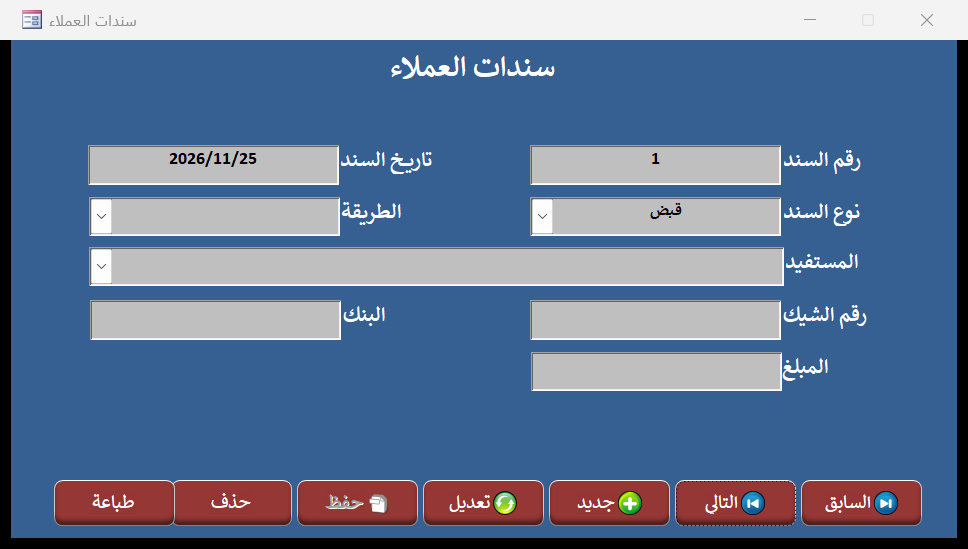 سندات العملاء
سندات العملاء
رقم السند 1 تاريخ السند 2026/11/25
نوع السند قبض الطريقة
المستفيد
رقم الشيك البنك
المبلغ
السابق التالي جديد تعديل حفظ حذف طباعة